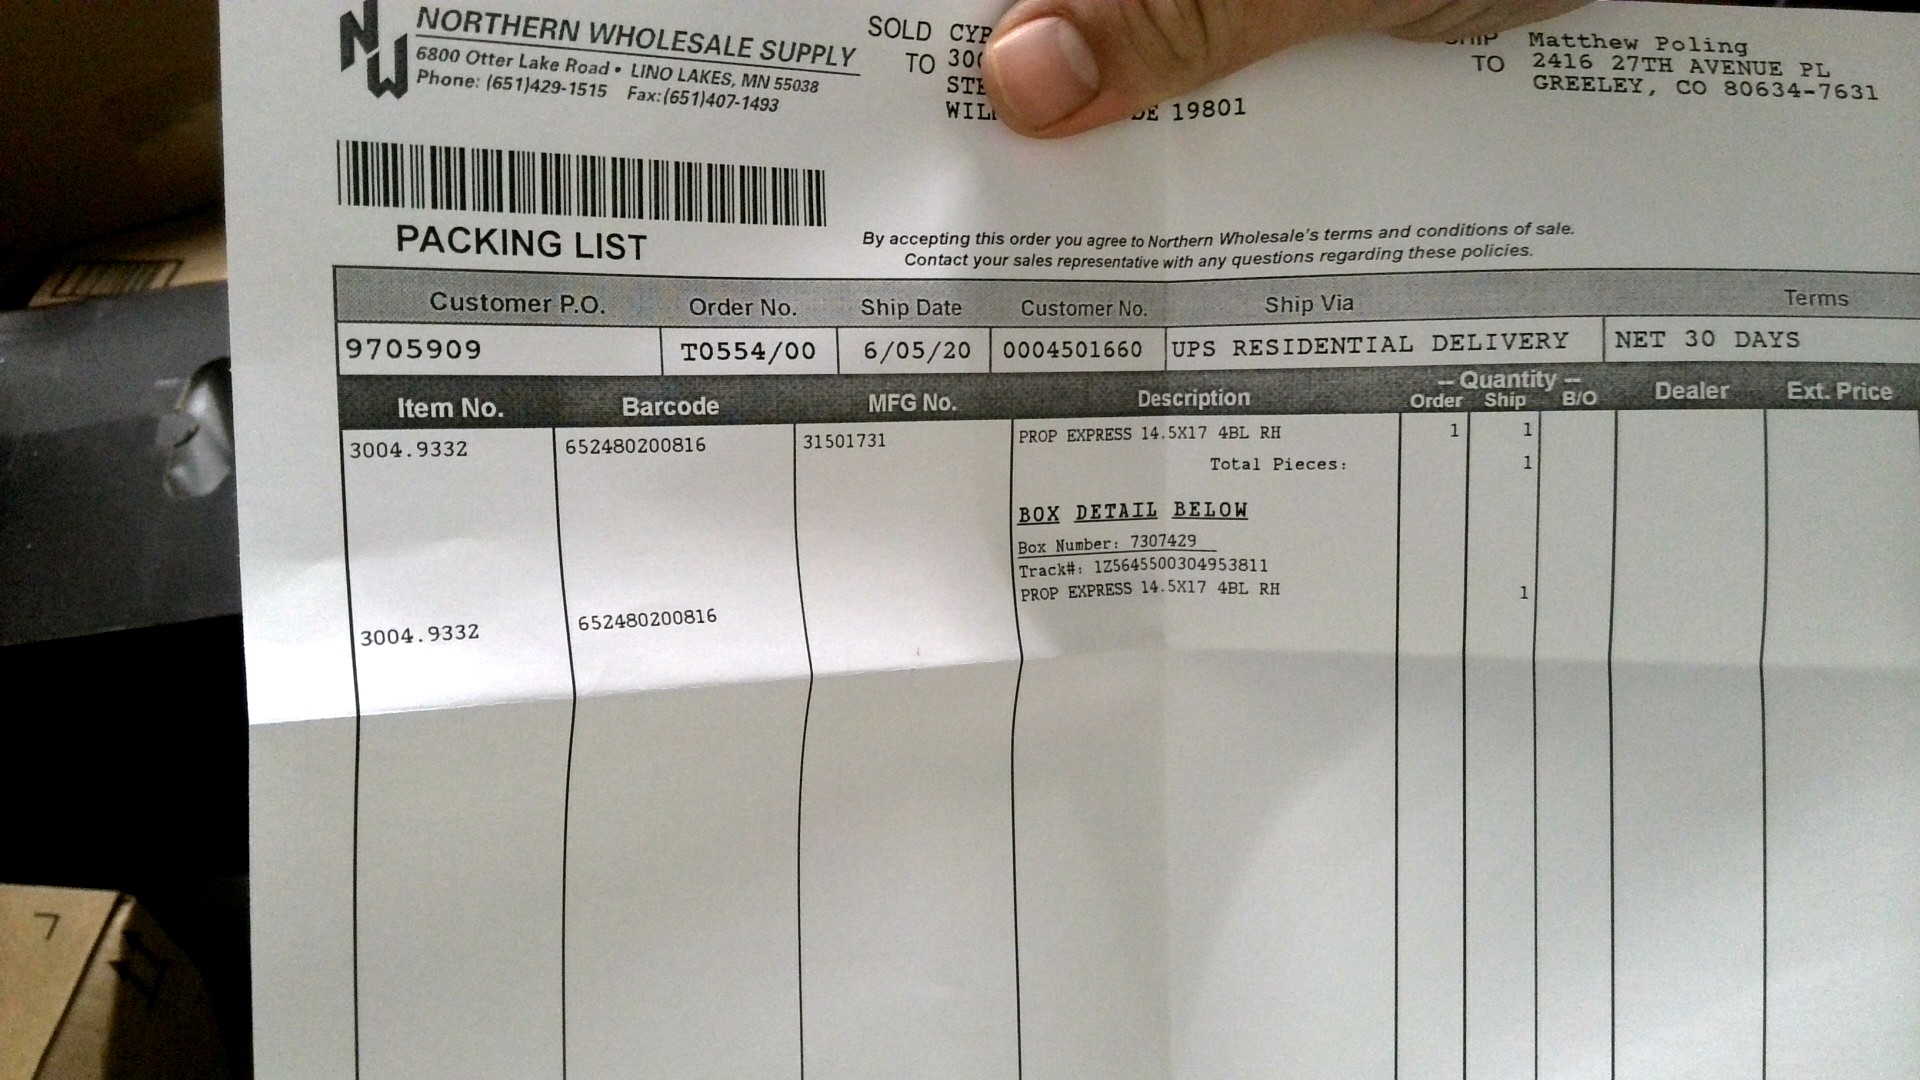 NW
NORTHERN WHOLESALE SUPPLY
6800 Otter Lake Road • LINO LAKES, MN 55038
Phone: (651)429-1515 Fax:(651)407-1493
SOLD TO
DE 19801
SHIP TO
Matthew Poling
2416 27TH AVENUE PL
GREELEY, CO 80634-7631
PACKING LIST
By accepting this order you agree to Northern Wholesale's terms and conditions of sale.
Contact your sales representative with any questions regarding these policies.
Customer P.O. Order No. Ship Date Customer No. Ship Via Terms
9705909 T0554/00 6/05/20 0004501660 UPS RESIDENTIAL DELIVERY NET 30 DAYS
Item No. Barcode MFG No. Description -- Quantity -- Order Ship B/O Dealer Ext. Price
3004.9332 652480200816 31501731 PROP EXPRESS 14.5X17 4BL RH 1 1
Total Pieces: 1
BOX DETAIL BELOW
Box Number: 7307429
Track#: 1Z5645500304953811
3004.9332 652480200816 PROP EXPRESS 14.5X17 4BL RH 1
7